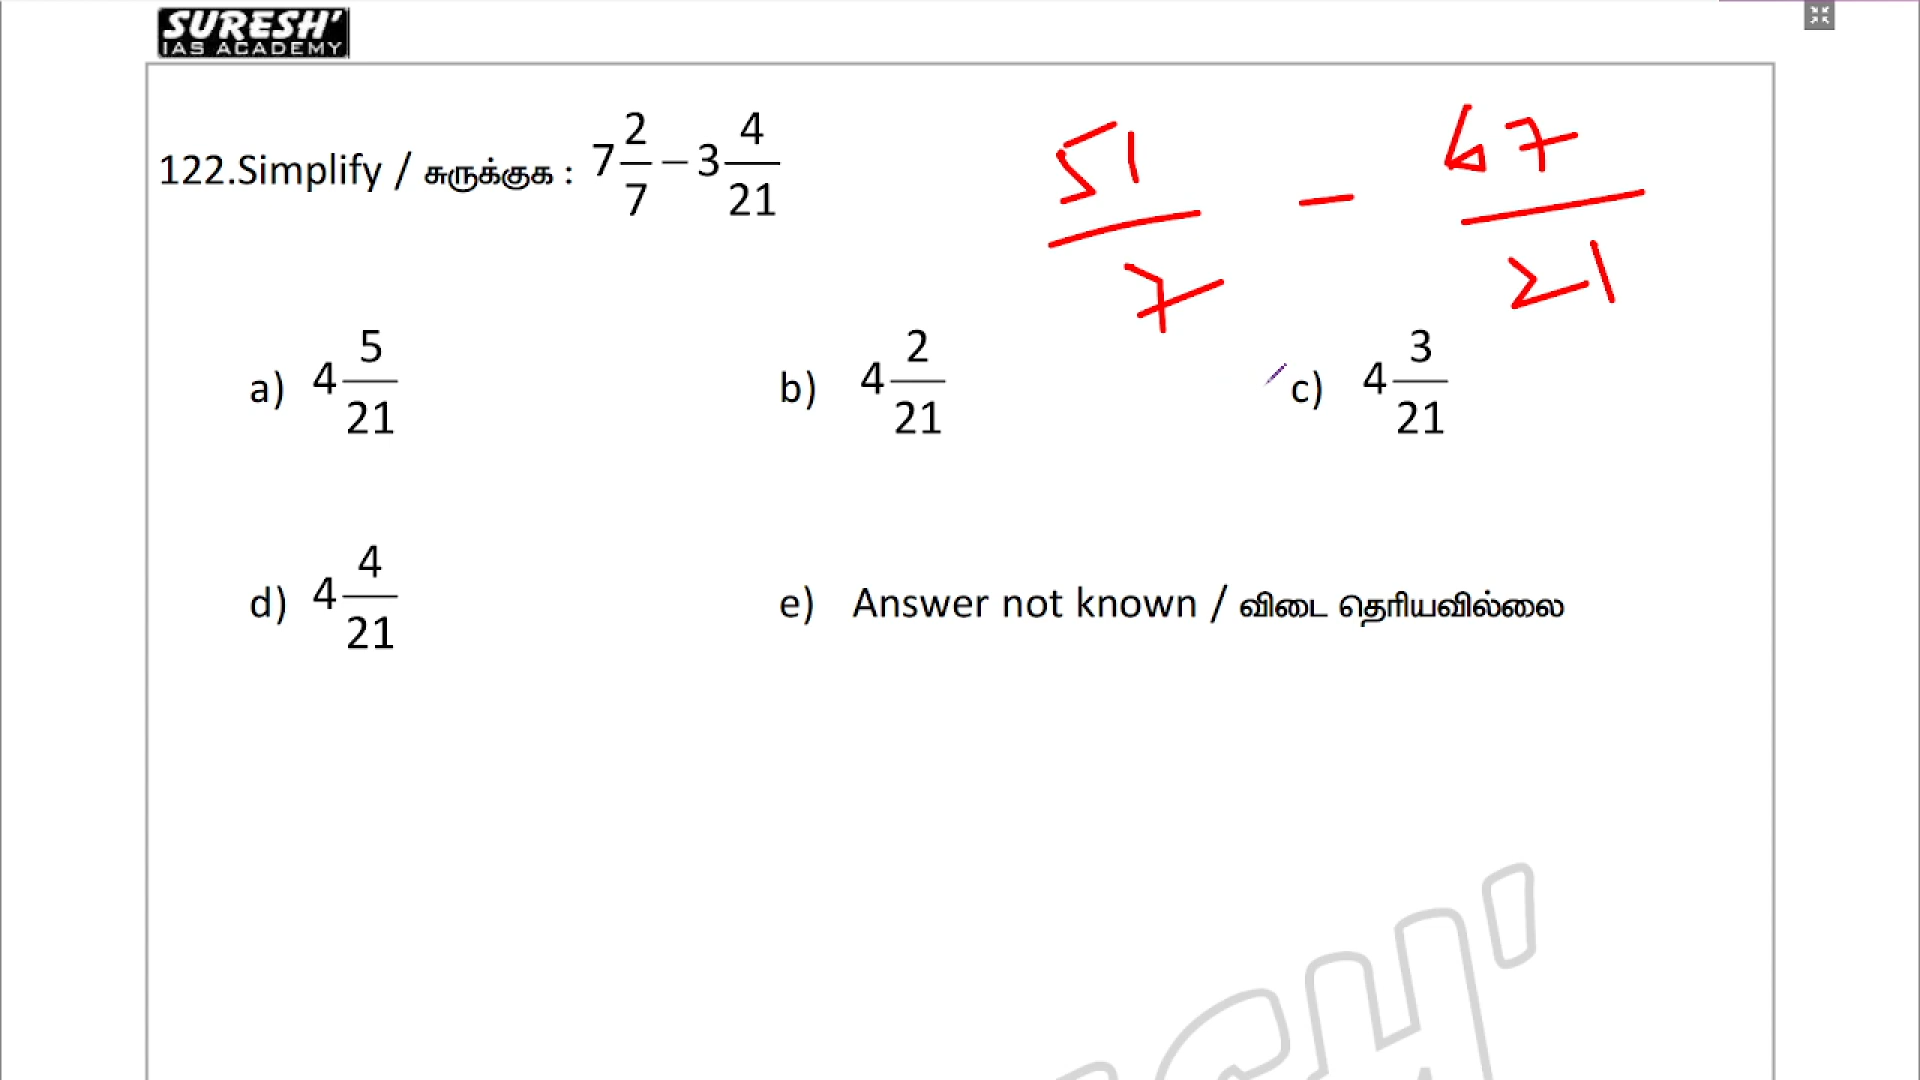 SURESH'
IAS ACADEMY
122.Simplify / சுருக்குக : 7 2/7 − 3 4/21
51/7 − 67/21
a) 4 5/21 b) 4 2/21 c) 4 3/21
d) 4 4/21 e) Answer not known / விடை தெரியவில்லை